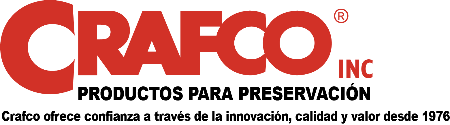 CRAFCO®
INC
PRODUCTOS PARA PRESERVACIÓN
Crafco ofrece confianza a través de la innovación, calidad y valor desde 1976